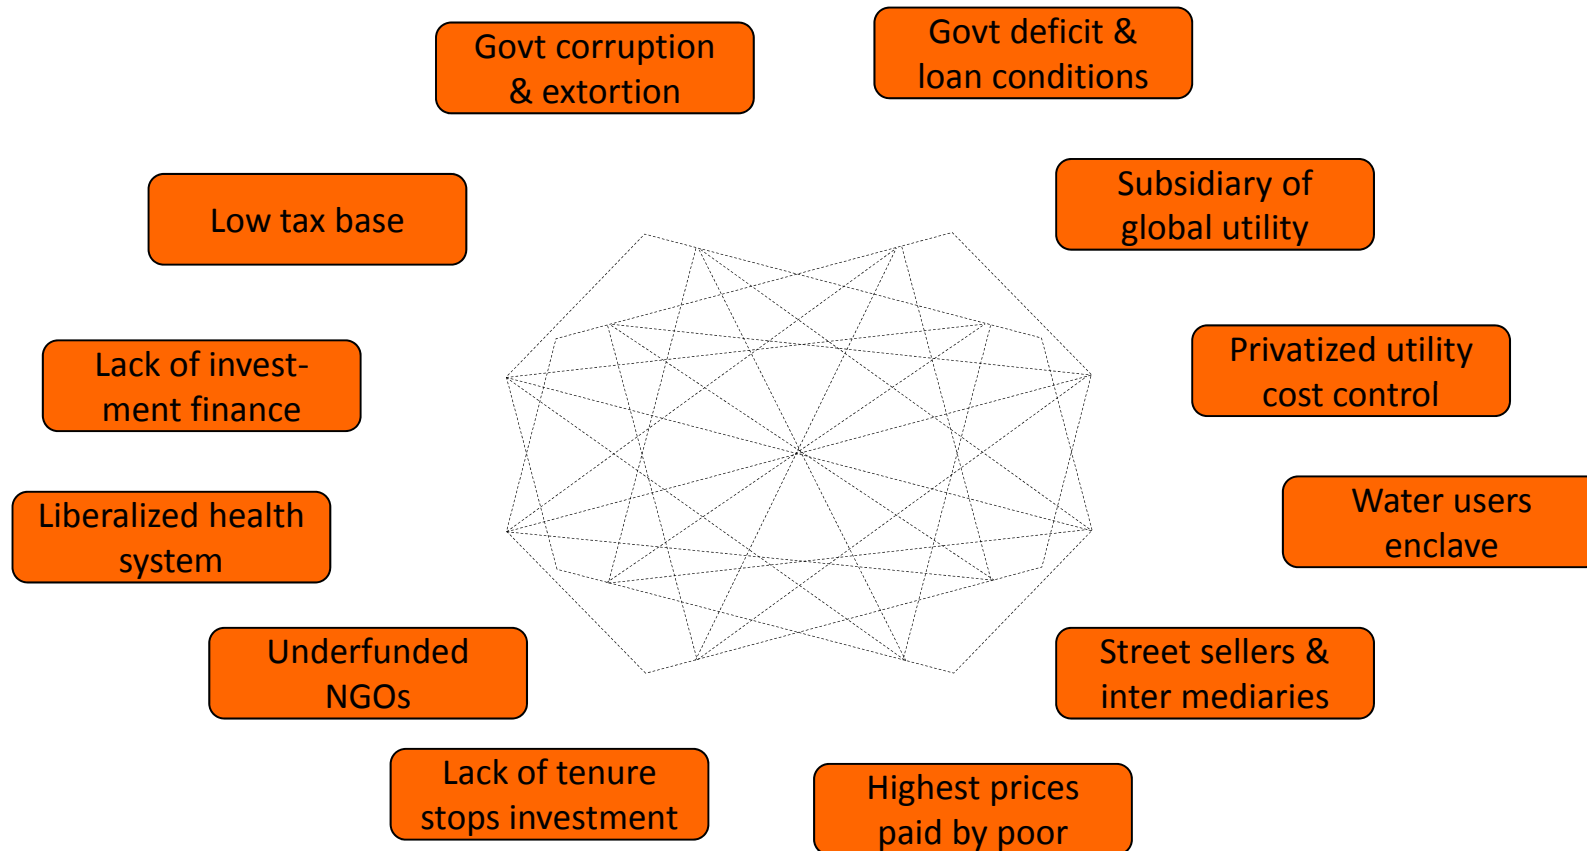 Govt corruption
& extortion
Govt deficit &
loan conditions
Low tax base
Subsidiary of
global utility
Lack of invest-
ment finance
Privatized utility
cost control
Liberalized health
system
Water users
enclave
Underfunded
NGOs
Street sellers &
inter mediaries
Lack of tenure
stops investment
Highest prices
paid by poor